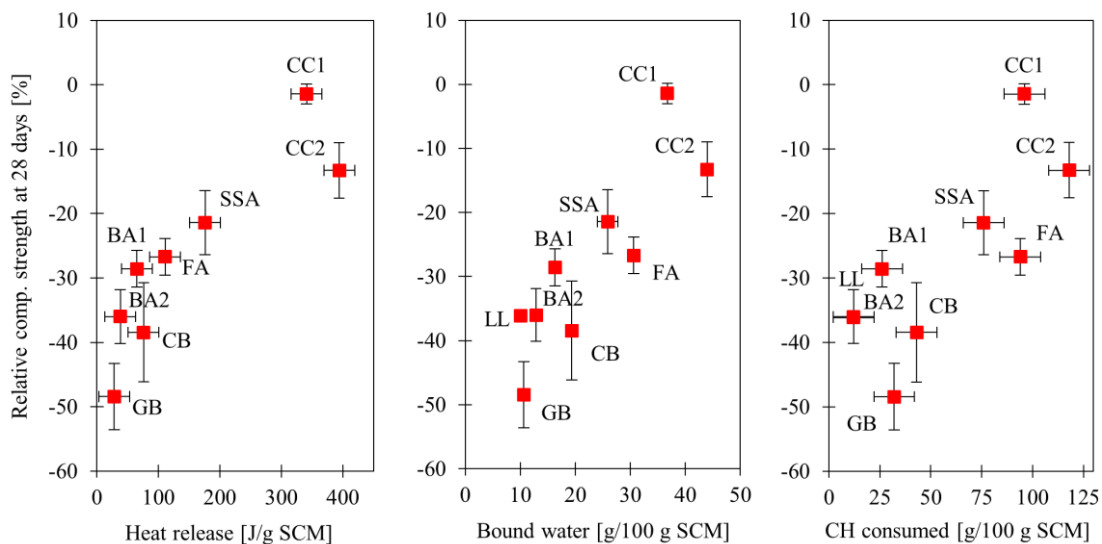 Relative comp. strength at 28 days [%]
10
0
-10
-20
-30
-40
-50
-60
CC1
CC2
SSA
BA1
FA
BA2
CB
GB
0
100
200
300
400
Heat release [J/g SCM]
10
0
-10
-20
-30
-40
-50
-60
CC1
CC2
SSA
BA1
FA
BA2
LL
CB
GB
0
10
20
30
40
50
Bound water [g/100 g SCM]
10
0
-10
-20
-30
-40
-50
-60
CC1
CC2
SSA
FA
BA1
LL
BA2
CB
GB
0
25
50
75
100
125
CH consumed [g/100 g SCM]